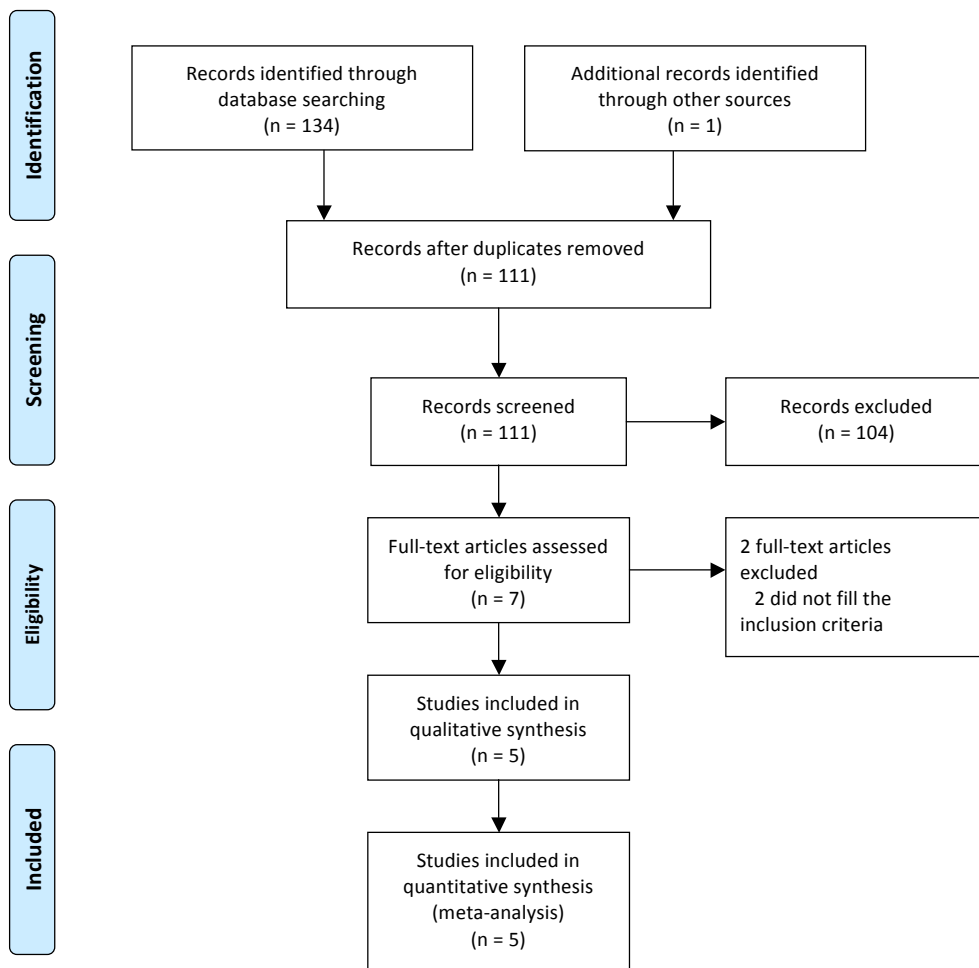 Identification
Records identified through
database searching
(n = 134)
Additional records identified
through other sources
(n = 1)
Records after duplicates removed
(n = 111)
Screening
Records screened
(n = 111)
Records excluded
(n = 104)
Eligibility
Full-text articles assessed
for eligibility
(n = 7)
2 full-text articles
excluded
2 did not fill the
inclusion criteria
Studies included in
qualitative synthesis
(n = 5)
Included
Studies included in
quantitative synthesis
(meta-analysis)
(n = 5)